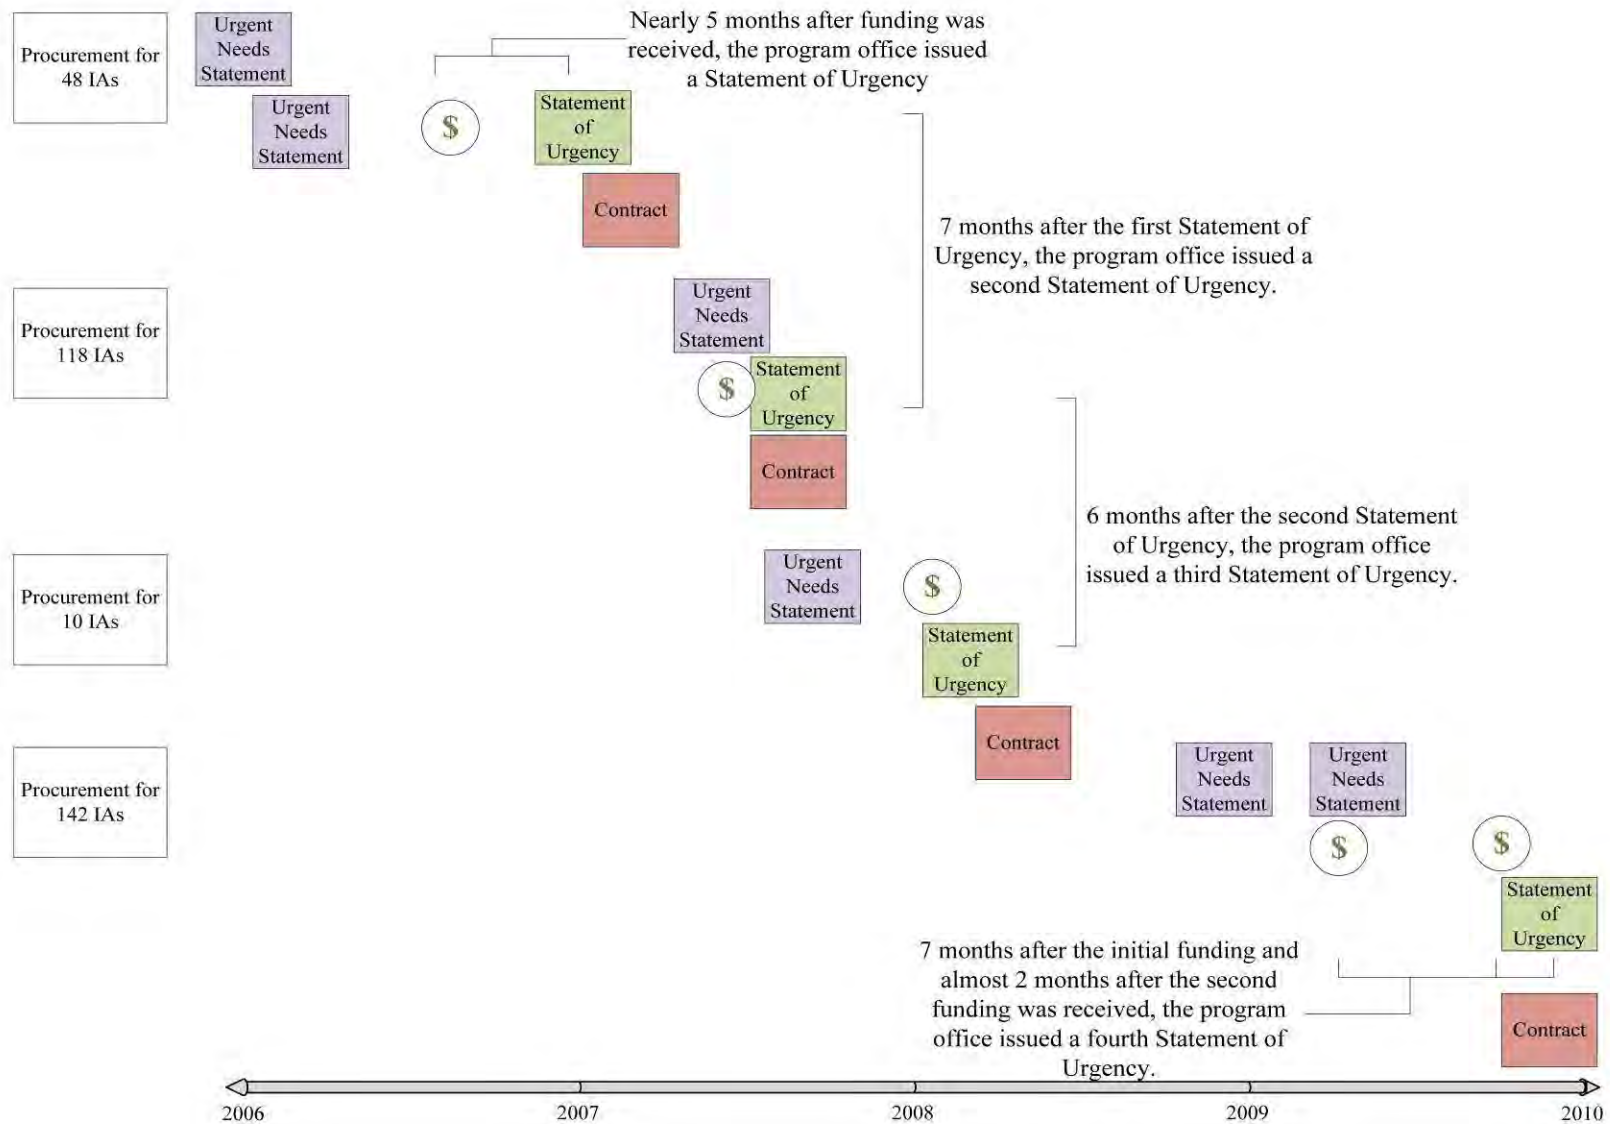 Procurement for
48 IAs
Urgent
Needs
Statement
Urgent
Needs
Statement
$
Nearly 5 months after funding was
received, the program office issued
a Statement of Urgency
Statement
of
Urgency
Contract
7 months after the first Statement of
Urgency, the program office issued a
second Statement of Urgency.
Procurement for
118 IAs
Urgent
Needs
Statement
$
Statement
of
Urgency
Contract
6 months after the second Statement
of Urgency, the program office
issued a third Statement of Urgency.
Procurement for
10 IAs
Urgent
Needs
Statement
$
Statement
of
Urgency
Contract
Procurement for
142 IAs
Urgent
Needs
Statement
Urgent
Needs
Statement
$
$
Statement
of
Urgency
7 months after the initial funding and
almost 2 months after the second
funding was received, the program
office issued a fourth Statement of
Urgency.
Contract
2006
2007
2008
2009
2010